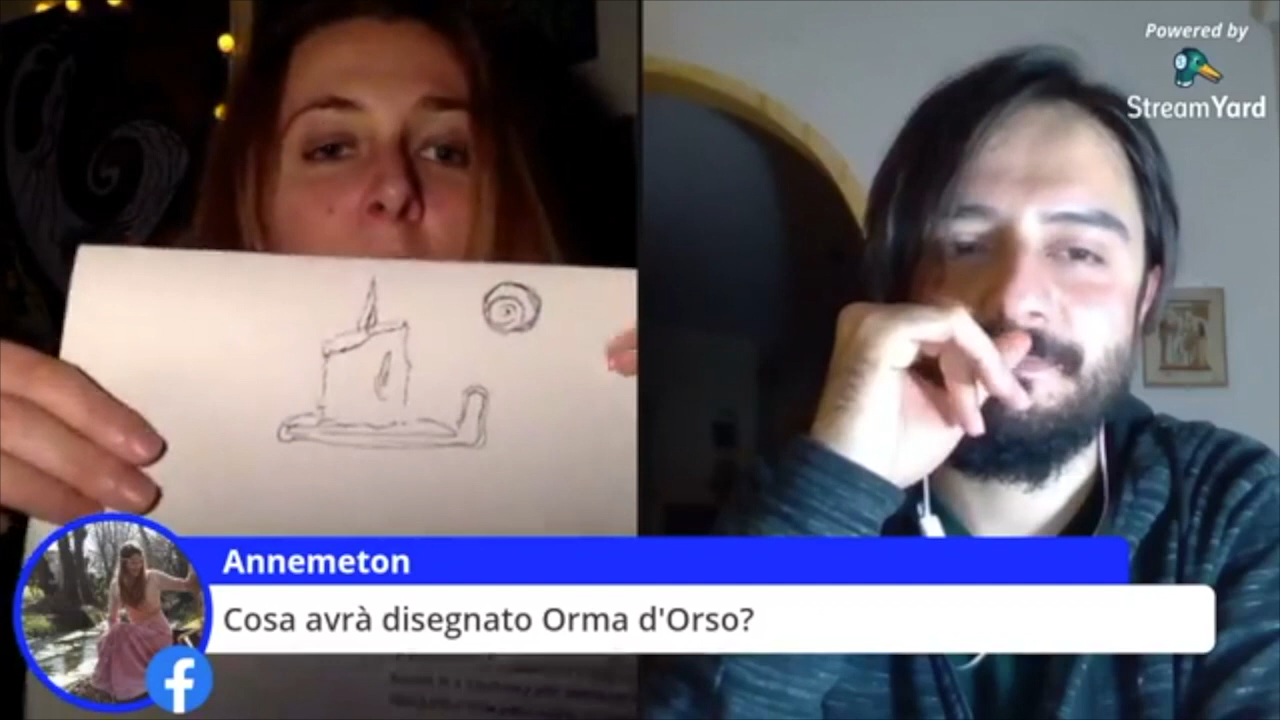 Powered by
StreamYard
Annemeton
Cosa avrà disegnato Orma d'Orso?